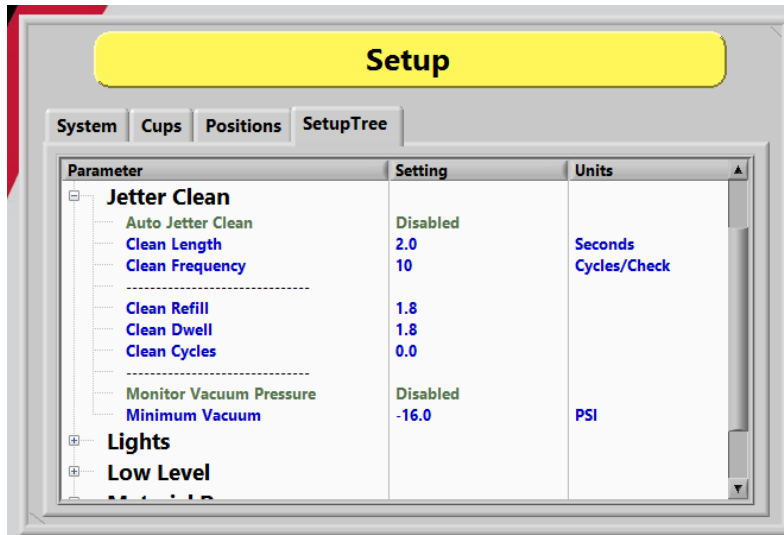 Setup
System Cups Positions SetupTree
Parameter Setting Units
Jetter Clean
Auto Jetter Clean Disabled
Clean Length 2.0 Seconds
Clean Frequency 10 Cycles/Check
------------------------------
Clean Refill 1.8
Clean Dwell 1.8
Clean Cycles 0.0
------------------------------
Monitor Vacuum Pressure Disabled
Minimum Vacuum -16.0 PSI
Lights
Low Level